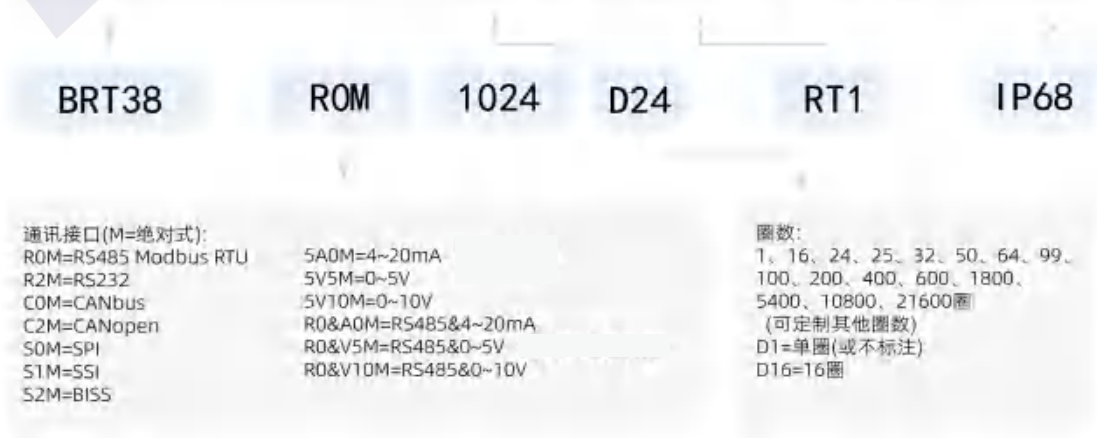 BRT38 R0M 1024 D24 RT1 IP68
通讯接口(M=绝对式):
R0M=RS485 Modbus RTU
R2M=RS232
C0M=CANbus
C2M=CANopen
S0M=SPI
S1M=SSI
S2M=BISS
5A0M=4~20mA
5V5M=0~5V
5V10M=0~10V
R0&A0M=RS485&4~20mA
R0&V5M=RS485&0~5V
R0&V10M=RS485&0~10V
圈数:
1、16、24、25、32、50、64、99、
100、200、400、600、1800、
5400、10800、21600圈
(可定制其他圈数)
D1=单圈(或不标注)
D16=16圈